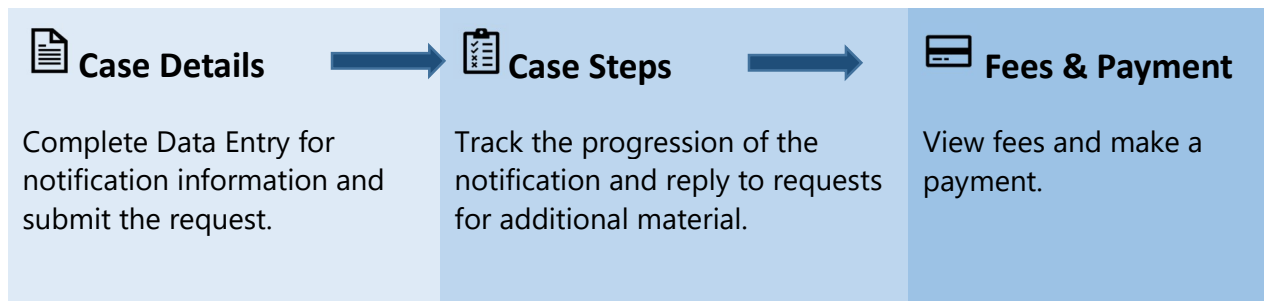 Case Details
Complete Data Entry for
notification information and
submit the request.
Case Steps
Track the progression of the
notification and reply to requests
for additional material.
Fees & Payment
View fees and make a
payment.